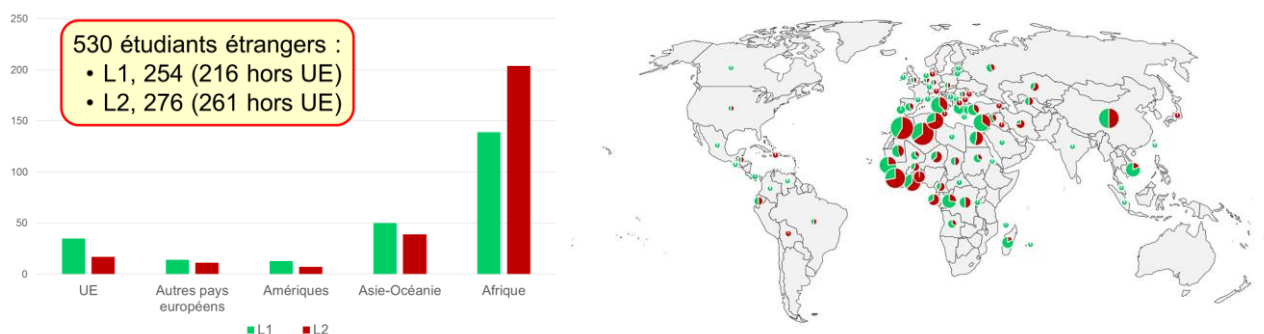 250
200
150
100
50
0
530 étudiants étrangers :
• L1, 254 (216 hors UE)
• L2, 276 (261 hors UE)
UE
Autres pays
européens
Amériques
Asie-Océanie
Afrique
L1 L2